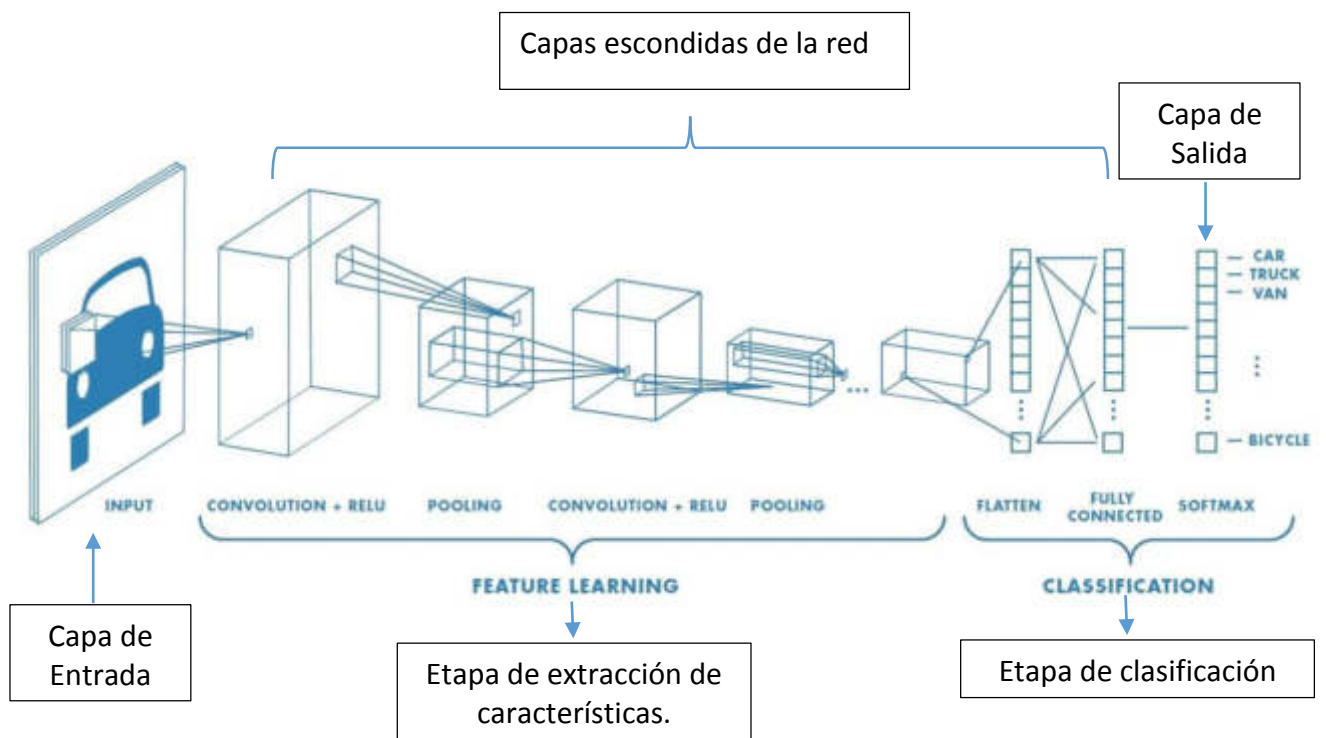 Capas escondidas de la red
Capa de
Salida
CAR
TRUCK
VAN
BICYCLE
INPUT
CONVOLUTION + RELU
POOLING
CONVOLUTION + RELU
POOLING
FLATTEN
FULLY
CONNECTED
SOFTMAX
FEATURE LEARNING
CLASSIFICATION
Capa de
Entrada
Etapa de extracción de
característícas.
Etapa de clasificación